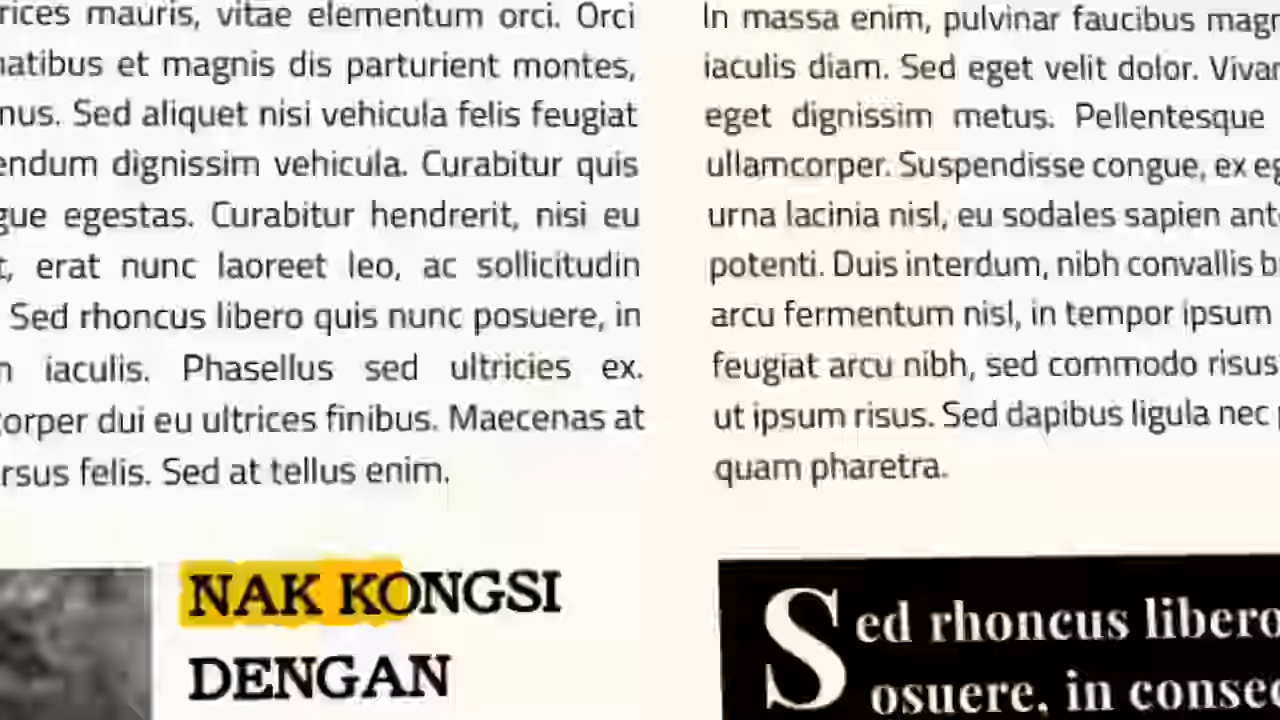 rices mauris, vitae elementum orci. Orci
natibus et magnis dis parturient montes,
mus. Sed aliquet nisi vehicula felis feugiat
endum dignissim vehicula. Curabitur quis
gue egestas. Curabitur hendrerit, nisi eu
t, erat nunc laoreet leo, ac sollicitudin
Sed rhoncus libero quis nunc posuere, in
n iaculis. Phasellus sed ultricies ex.
corper dui eu ultrices finibus. Maecenas at
rsus felis. Sed at tellus enim.
NAK KONGSI
DENGAN
In massa enim, pulvinar faucibus magn
iaculis diam. Sed eget velit dolor. Vivar
eget dignissim metus. Pellentesque
ullamcorper. Suspendisse congue, ex eg
urna lacinia nisl, eu sodales sapien ant
potenti. Duis interdum, nibh convallis b
arcu fermentum nisl, in tempor ipsum
feugiat arcu nibh, sed commodo risus
ut ipsum risus. Sed dapibus ligula nec
quam pharetra.
Sed rhoncus libero
osuere, in consec